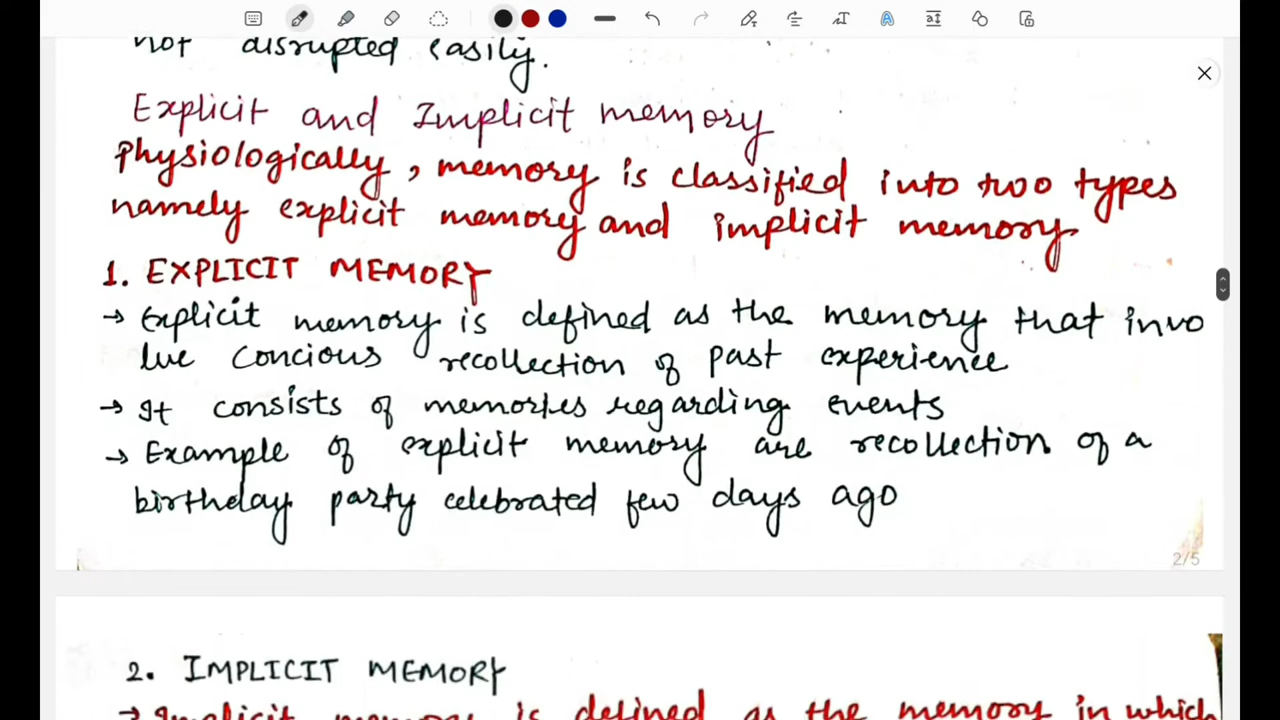 not disrupted easily.
Explicit and Implicit memory
Physiologically, memory is classified into two types
namely explicit memory and implicit memory.
1. EXPLICIT MEMORY
→ Explicit memory is defined as the memory that invo
lve concious recollection of past experience
→ It consists of memories regarding events
→ Example of explicit memory are recollection of a
birthday party celebrated few days ago
2/5
2. IMPLICIT MEMORY
→ Implicit memory is defined as the memory in which